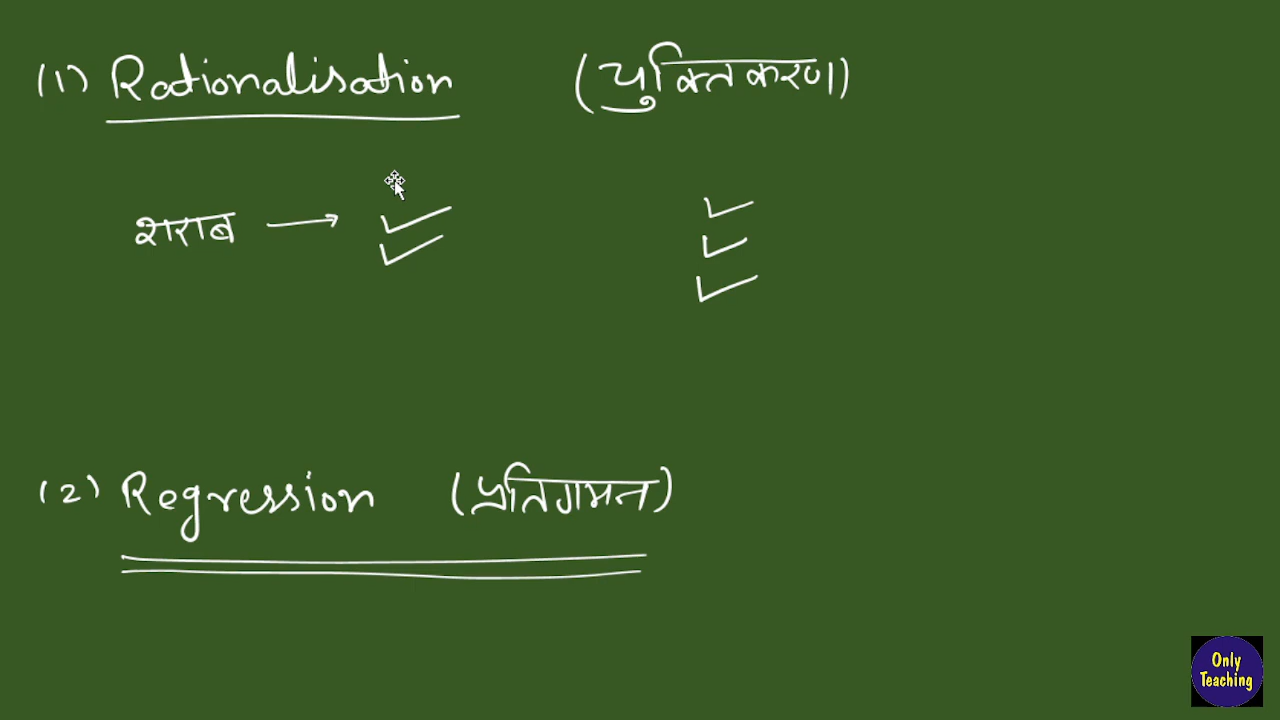 (1) Rationalisation (युक्तिकरण)
शराब →
(2) Regression (प्रतिगमन)
Only
Teaching